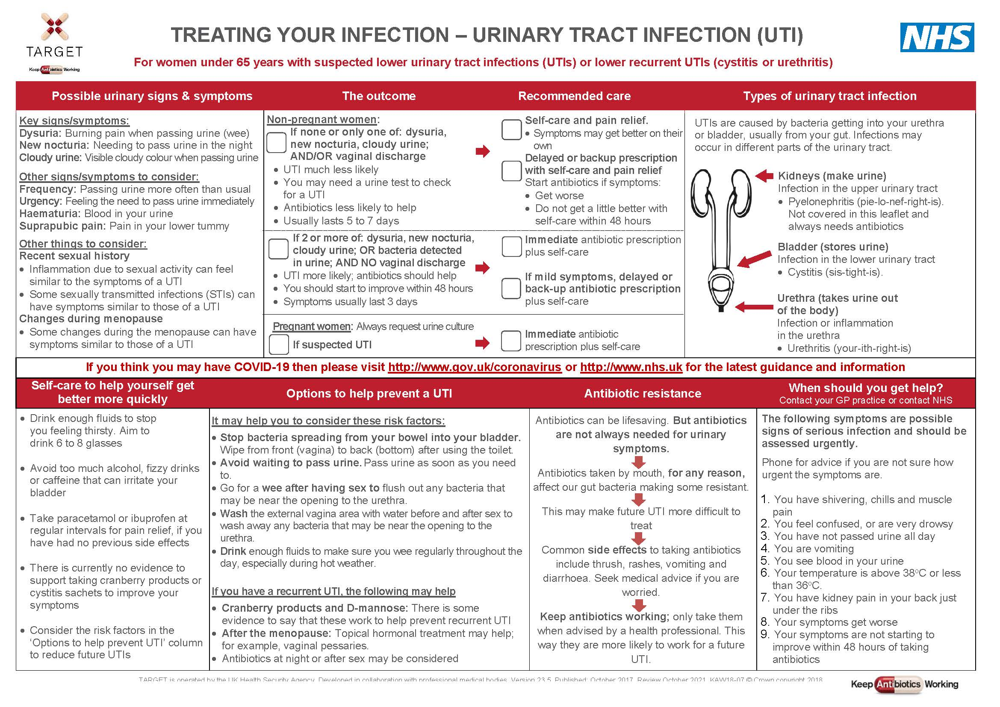 TARGET
Keep Antibiotics Working
TREATING YOUR INFECTION – URINARY TRACT INFECTION (UTI)
For women under 65 years with suspected lower urinary tract infections (UTIs) or lower recurrent UTIs (cystitis or urethritis)
NHS
Possible urinary signs & symptoms
Key signs/symptoms:
Dysuria: Burning pain when passing urine (wee)
New nocturia: Needing to pass urine in the night
Cloudy urine: Visible cloudy colour when passing urine
Other signs/symptoms to consider:
Frequency: Passing urine more often than usual
Urgency: Feeling the need to pass urine immediately
Haematuria: Blood in your urine
Suprapubic pain: Pain in your lower tummy
Other things to consider:
Recent sexual history
• Inflammation due to sexual activity can feel
similar to the symptoms of a UTI
• Some sexually transmitted infections (STIs) can
have symptoms similar to those of a UTI
Changes during menopause
• Some changes during the menopause can have
symptoms similar to those of a UTI
The outcome
Recommended care
Non-pregnant women:
If none or only one of: dysuria,
new nocturia, cloudy urine;
AND/OR vaginal discharge
• UTI much less likely
• You may need a urine test to check
for a UTI
• Antibiotics less likely to help
• Usually lasts 5 to 7 days
Self-care and pain relief.
• Symptoms may get better on their
own
Delayed or backup prescription
with self-care and pain relief
Start antibiotics if symptoms:
• Get worse
• Do not get a little better with
self-care within 48 hours
If 2 or more of: dysuria, new nocturia,
cloudy urine; OR bacteria detected
in urine; AND NO vaginal discharge
• UTI more likely; antibiotics should help
• You should start to improve within 48 hours
• Symptoms usually last 3 days
Immediate antibiotic prescription
plus self-care
If mild symptoms, delayed or
back-up antibiotic prescription
plus self-care
Pregnant women: Always request urine culture
If suspected UTI
Immediate antibiotic
prescription plus self-care
Types of urinary tract infection
UTIs are caused by bacteria getting into your urethra
or bladder, usually from your gut. Infections may
occur in different parts of the urinary tract.
Kidneys (make urine)
Infection in the upper urinary tract
• Pyelonephritis (pie-lo-nef-right-is).
Not covered in this leaflet and
always needs antibiotics
Bladder (stores urine)
Infection in the lower urinary tract
• Cystitis (sis-tight-is).
Urethra (takes urine out
of the body)
Infection or inflammation
in the urethra
• Urethritis (your-ith-right-is)
If you think you may have COVID-19 then please visit http://www.gov.uk/coronavirus or http://www.nhs.uk for the latest guidance and information
Self-care to help yourself get
better more quickly
• Drink enough fluids to stop
you feeling thirsty. Aim to
drink 6 to 8 glasses
• Avoid too much alcohol, fizzy drinks
or caffeine that can irritate your
bladder
• Take paracetamol or ibuprofen at
regular intervals for pain relief, if you
have had no previous side effects
• There is currently no evidence to
support taking cranberry products or
cystitis sachets to improve your
symptoms
• Consider the risk factors in the
‘Options to help prevent UTI’ column
to reduce future UTIs
Options to help prevent a UTI
It may help you to consider these risk factors:
• Stop bacteria spreading from your bowel into your bladder.
Wipe from front (vagina) to back (bottom) after using the toilet.
• Avoid waiting to pass urine. Pass urine as soon as you need
to.
• Go for a wee after having sex to flush out any bacteria that
may be near the opening to the urethra.
• Wash the external vagina area with water before and after sex to
wash away any bacteria that may be near the opening to the
urethra.
• Drink enough fluids to make sure you wee regularly throughout the
day, especially during hot weather.
If you have a recurrent UTI, the following may help
• Cranberry products and D-mannose: There is some
evidence to say that these work to help prevent recurrent UTI
• After the menopause: Topical hormonal treatment may help;
for example, vaginal pessaries.
• Antibiotics at night or after sex may be considered
Antibiotic resistance
Antibiotics can be lifesaving. But antibiotics
are not always needed for urinary
symptoms.
Antibiotics taken by mouth, for any reason,
affect our gut bacteria making some resistant.
This may make future UTI more difficult to
treat
Common side effects to taking antibiotics
include thrush, rashes, vomiting and
diarrhoea. Seek medical advice if you are
worried.
Keep antibiotics working; only take them
when advised by a health professional. This
way they are more likely to work for a future
UTI.
When should you get help?
Contact your GP practice or contact NHS
The following symptoms are possible
signs of serious infection and should be
assessed urgently.
Phone for advice if you are not sure how
urgent the symptoms are.
1. You have shivering, chills and muscle
pain
2. You feel confused, or are very drowsy
3. You have not passed urine all day
4. You are vomiting
5. You see blood in your urine
6. Your temperature is above 38°C or less
than 36°C.
7. You have kidney pain in your back just
under the ribs
8. Your symptoms get worse
9. Your symptoms are not starting to
improve within 48 hours of taking
antibiotics
TARGET is operated by the UK Health Security Agency. Developed in collaboration with professional medical bodies. Version 23.5. Published: October 2017. Review October 2021. KAW18-07 © Crown copyright 2018.
Keep Antibiotics Working